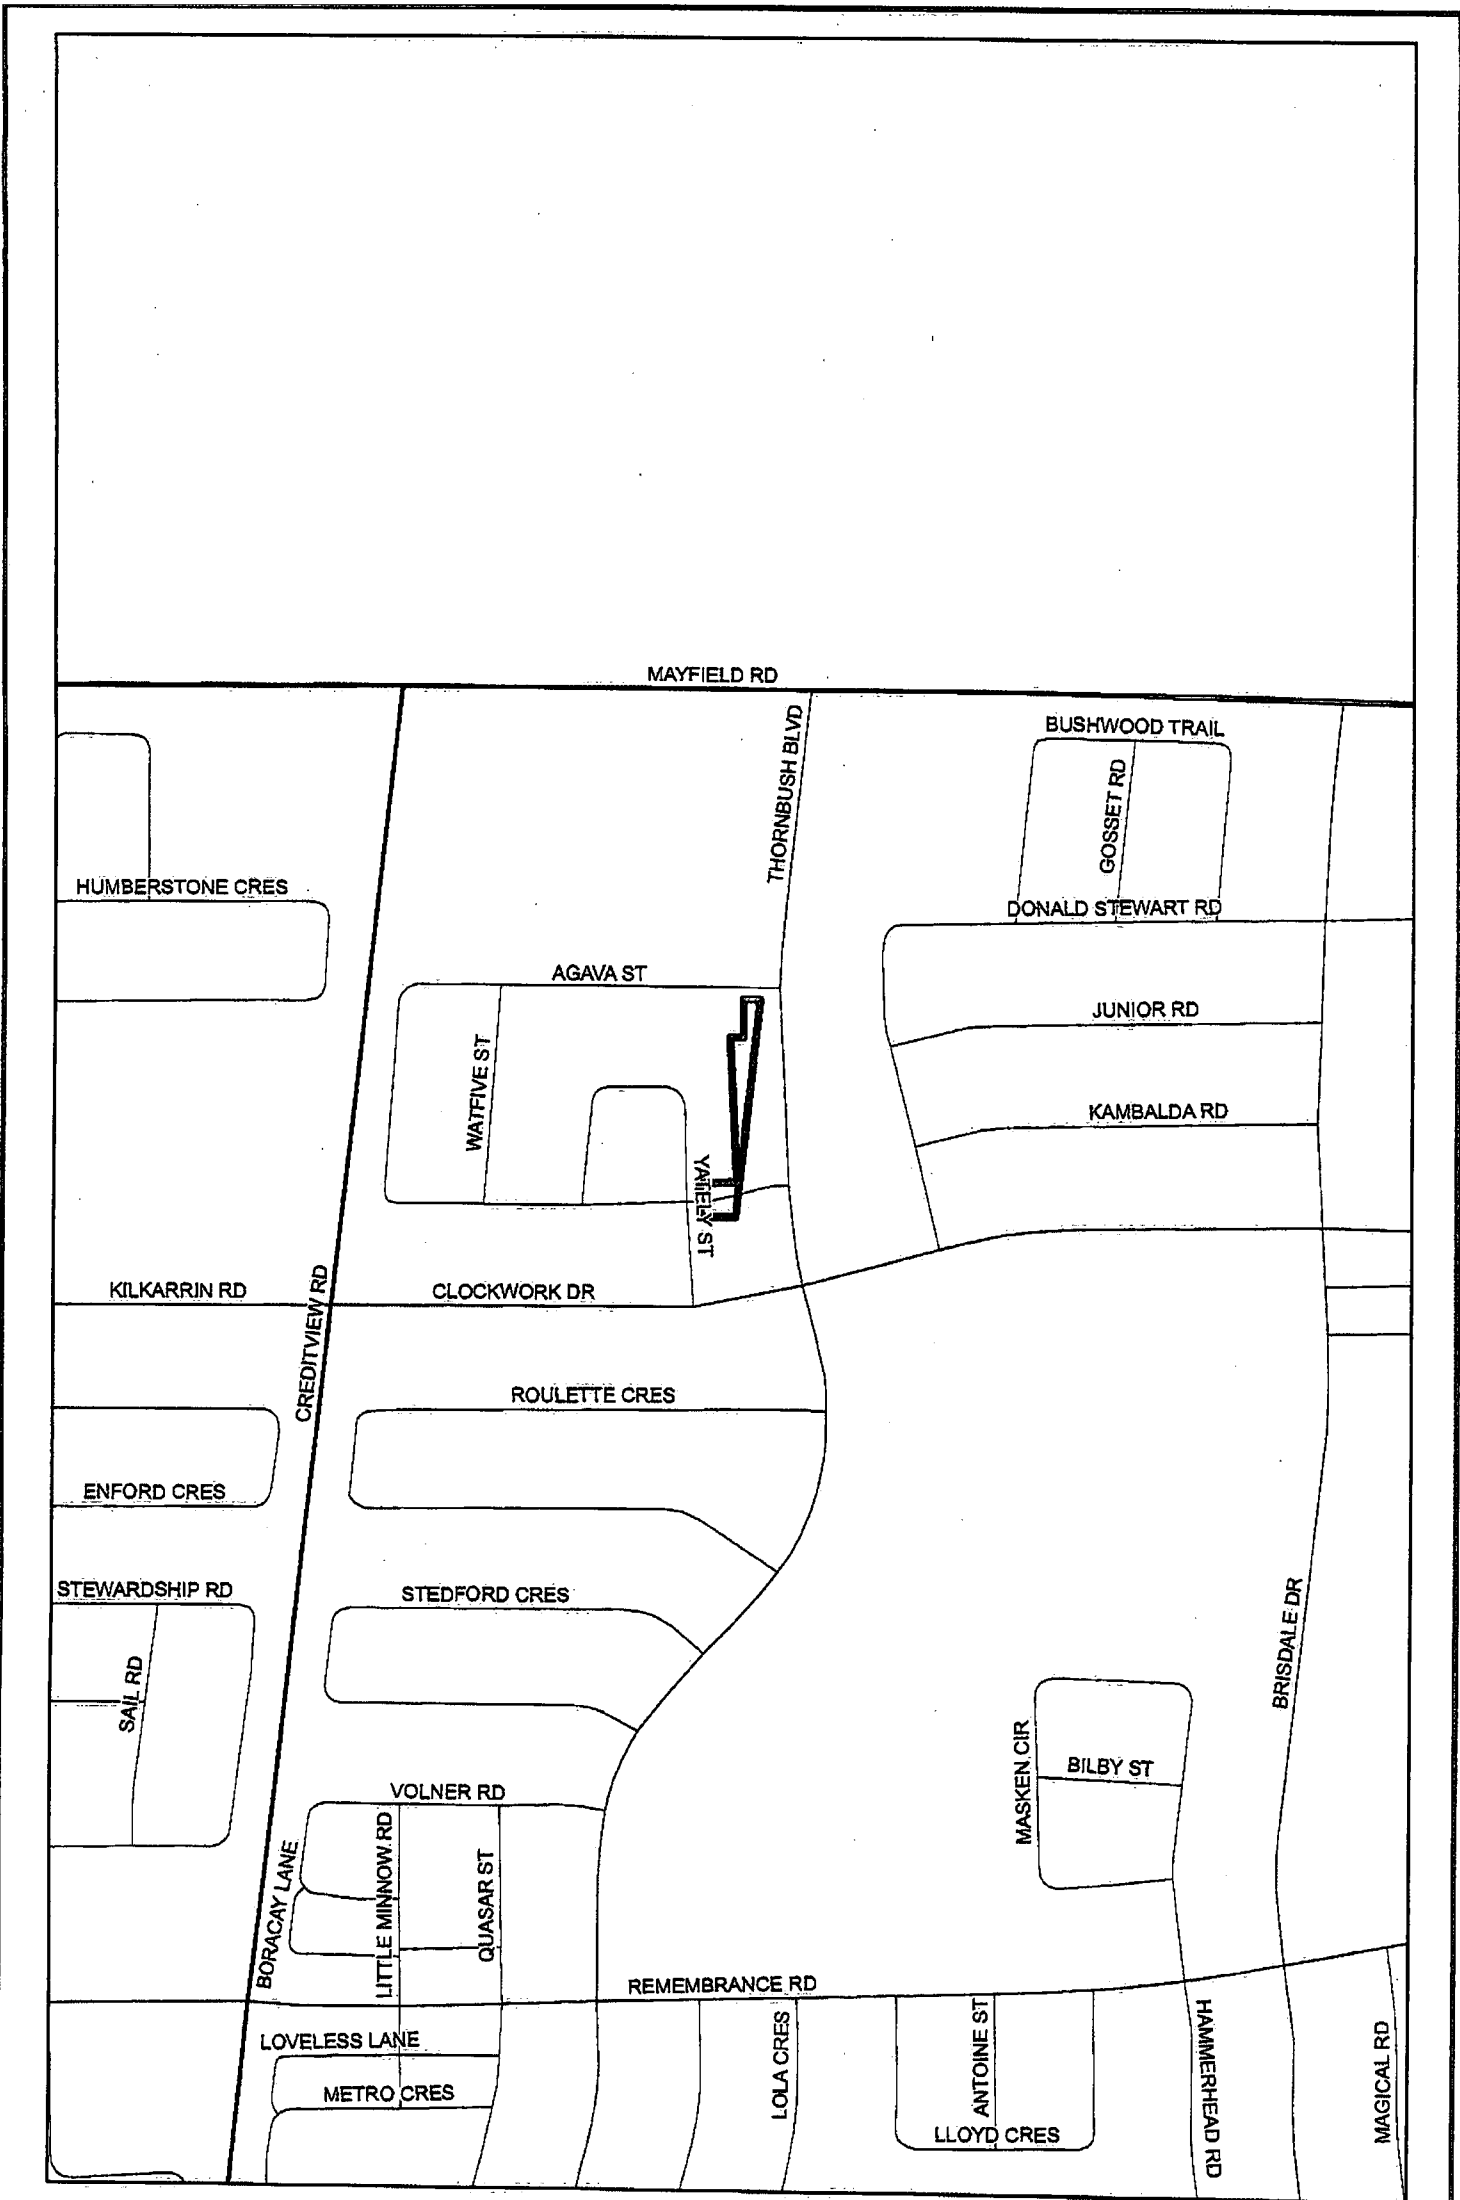 MAYFIELD RD
THORNBUSH BLVD
BUSHWOOD TRAIL
GOSSET RD
HUMBERSTONE CRES
DONALD STEWART RD
AGAVA ST
JUNIOR RD
WATFIVE ST
KAMBALDA RD
YATELY ST
KILKARRIN RD
CREDITVIEW RD
CLOCKWORK DR
ROULETTE CRES
ENFORD CRES
STEWARDSHIP RD
STEDFORD CRES
SAIL RD
BRISDALE DR
MASKEN CIR
BILBY ST
VOLNER RD
BORACAY LANE
LITTLE MINNOW RD
QUASAR ST
REMEMBRANCE RD
LOVELESS LANE
METRO CRES
LOLA CRES
ANTOINE ST
LLOYD CRES
HAMMERHEAD RD
MAGICAL RD